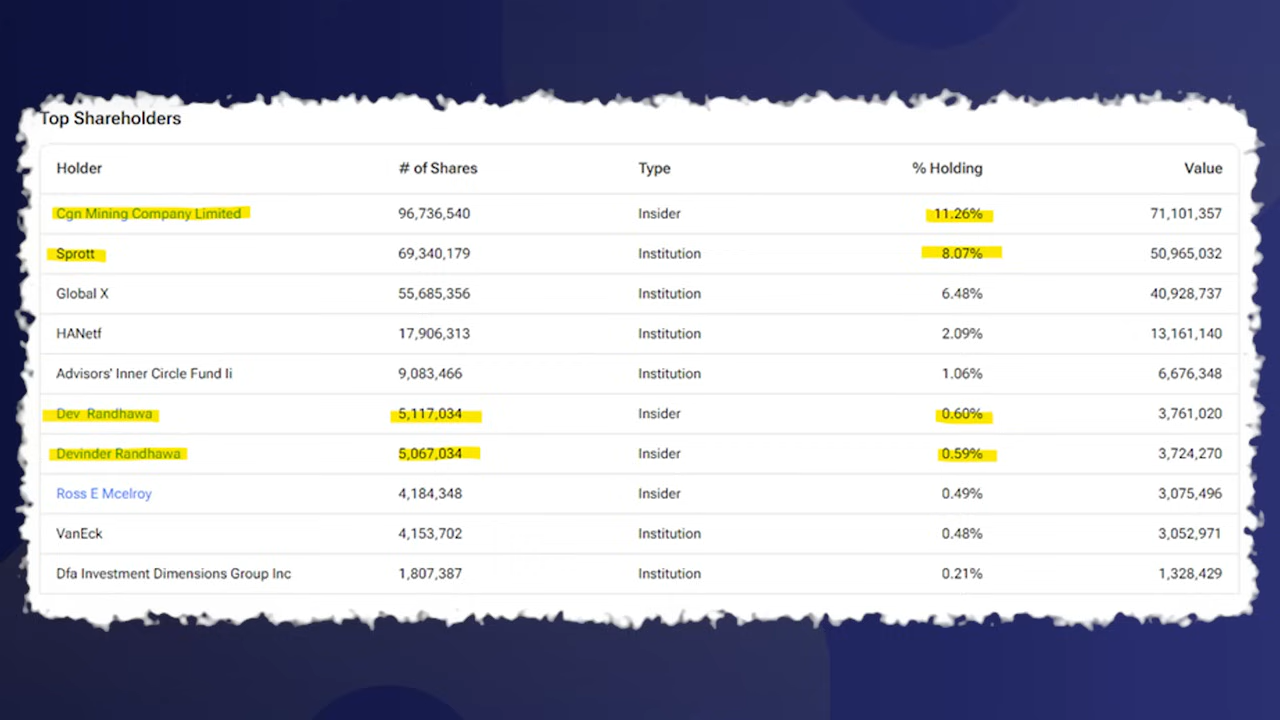 Top Shareholders
Holder # of Shares Type % Holding Value
Cgn Mining Company Limited 96,736,540 Insider 11.26% 71,101,357
Sprott 69,340,179 Institution 8.07% 50,965,032
Global X 55,685,356 Institution 6.48% 40,928,737
HANetf 17,906,313 Institution 2.09% 13,161,140
Advisors' Inner Circle Fund Ii 9,083,466 Institution 1.06% 6,676,348
Dev Randhawa 5,117,034 Insider 0.60% 3,761,020
Devinder Randhawa 5,067,034 Insider 0.59% 3,724,270
Ross E Mcelroy 4,184,348 Insider 0.49% 3,075,496
VanEck 4,153,702 Institution 0.48% 3,052,971
Dfa Investment Dimensions Group Inc 1,807,387 Institution 0.21% 1,328,429